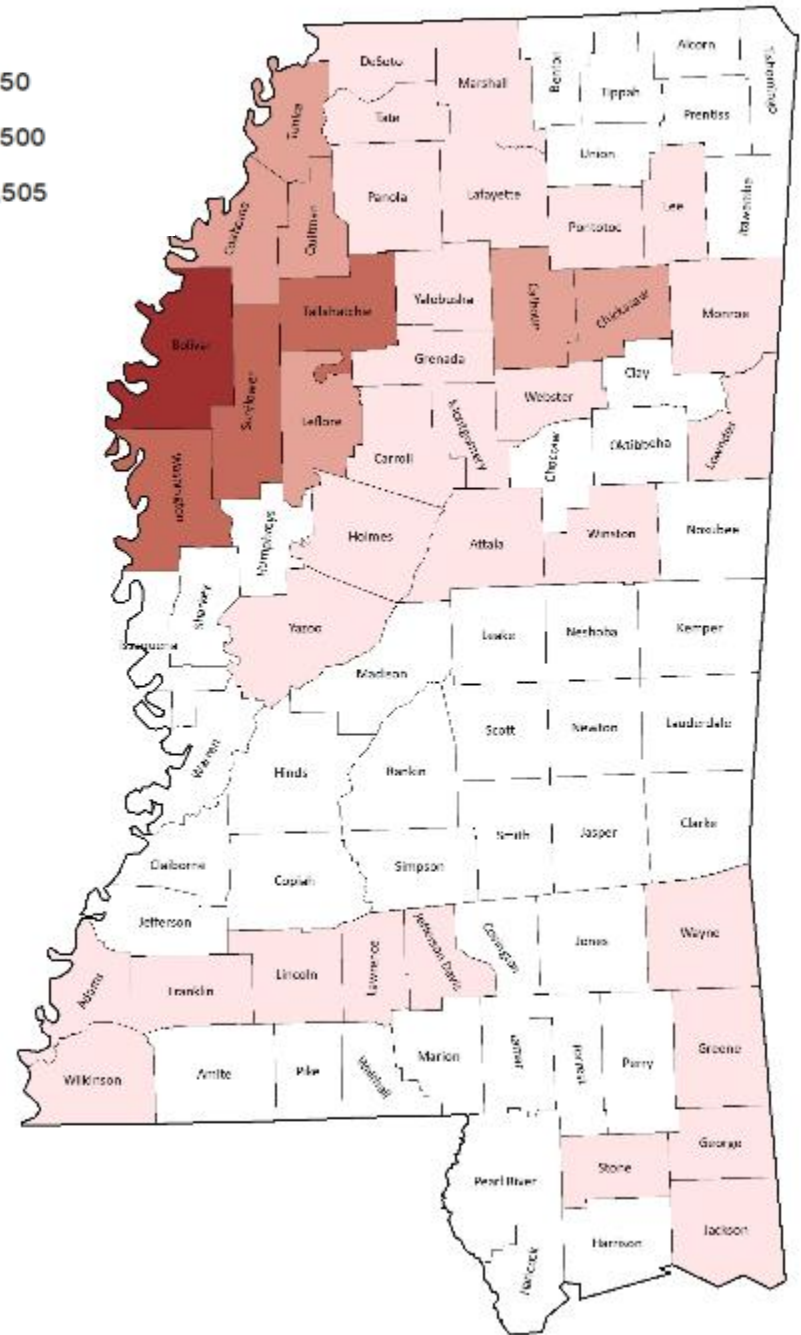 50
500
505
DeSoto
Marshall
Benton
Alcorn
Tippah
Tishomingo
Prentiss
Tunica
Tate
Union
Panola
Lafayette
Pontotoc
Lee
Itawamba
Coahoma
Quitman
Bolivar
Tallahatchie
Yalobusha
Calhoun
Chickasaw
Monroe
Grenada
Clay
Sunflower
Leflore
Webster
Carroll
Montgomery
Choctaw
Oktibbeha
Lowndes
Washington
Humphreys
Holmes
Attala
Winston
Noxubee
Sharkey
Issaquena
Yazoo
Leake
Neshoba
Kemper
Madison
Warren
Hinds
Rankin
Scott
Newton
Lauderdale
Smith
Jasper
Clarke
Claiborne
Copiah
Simpson
Jefferson
Adams
Franklin
Lincoln
Lawrence
Jefferson Davis
Covington
Jones
Wayne
Wilkinson
Amite
Pike
Walthall
Marion
Lamar
Forrest
Perry
Greene
Pearl River
Stone
George
Hancock
Harrison
Jackson